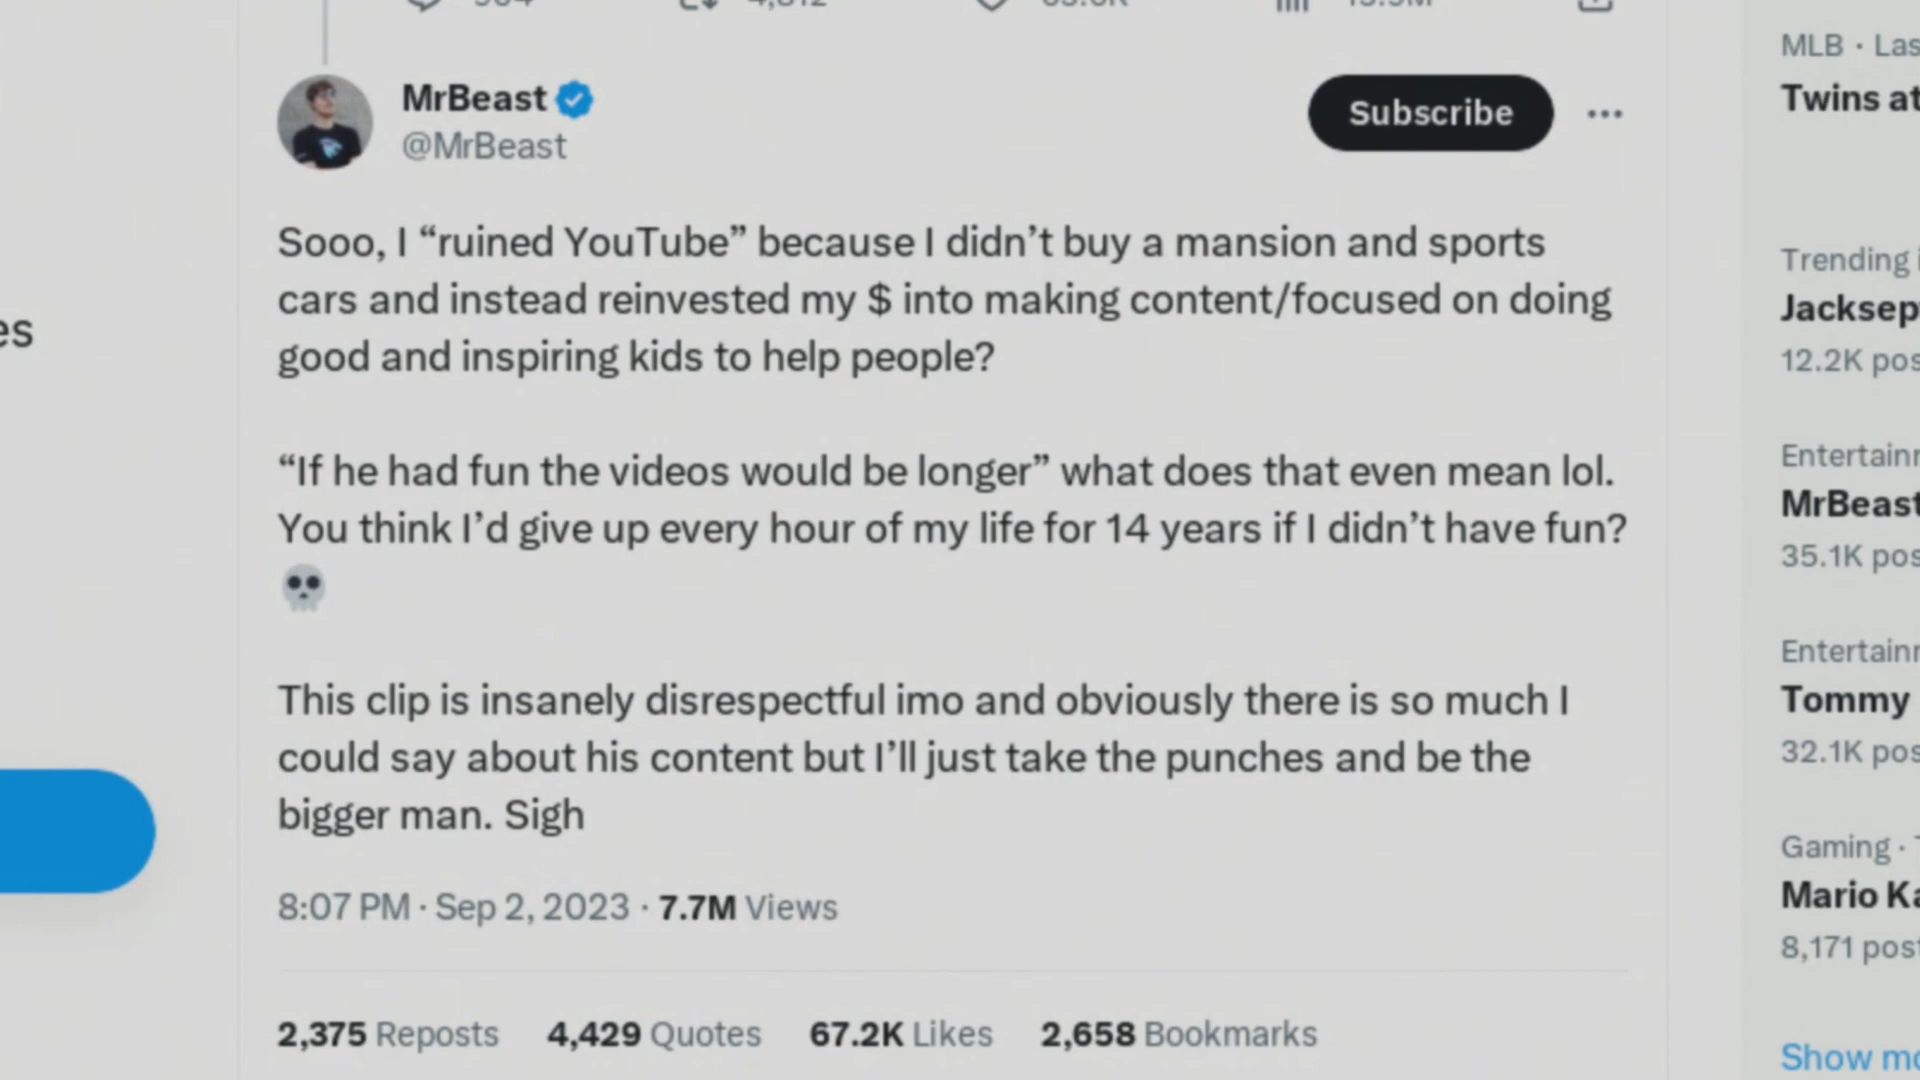 MrBeast
@MrBeast
Subscribe
Sooo, I “ruined YouTube” because I didn’t buy a mansion and sports
cars and instead reinvested my $ into making content/focused on doing
good and inspiring kids to help people?
“If he had fun the videos would be longer” what does that even mean lol.
You think I’d give up every hour of my life for 14 years if I didn’t have fun?
💀
This clip is insanely disrespectful imo and obviously there is so much I
could say about his content but I’ll just take the punches and be the
bigger man. Sigh
8:07 PM · Sep 2, 2023 · 7.7M Views
2,375 Reposts 4,429 Quotes 67.2K Likes 2,658 Bookmarks
es
MLB · Las
Twins at
Trending i
Jacksep
12.2K pos
Entertainm
MrBeast
35.1K pos
Entertainm
Tommy
32.1K pos
Gaming ·
Mario Ka
8,171 post
Show mo